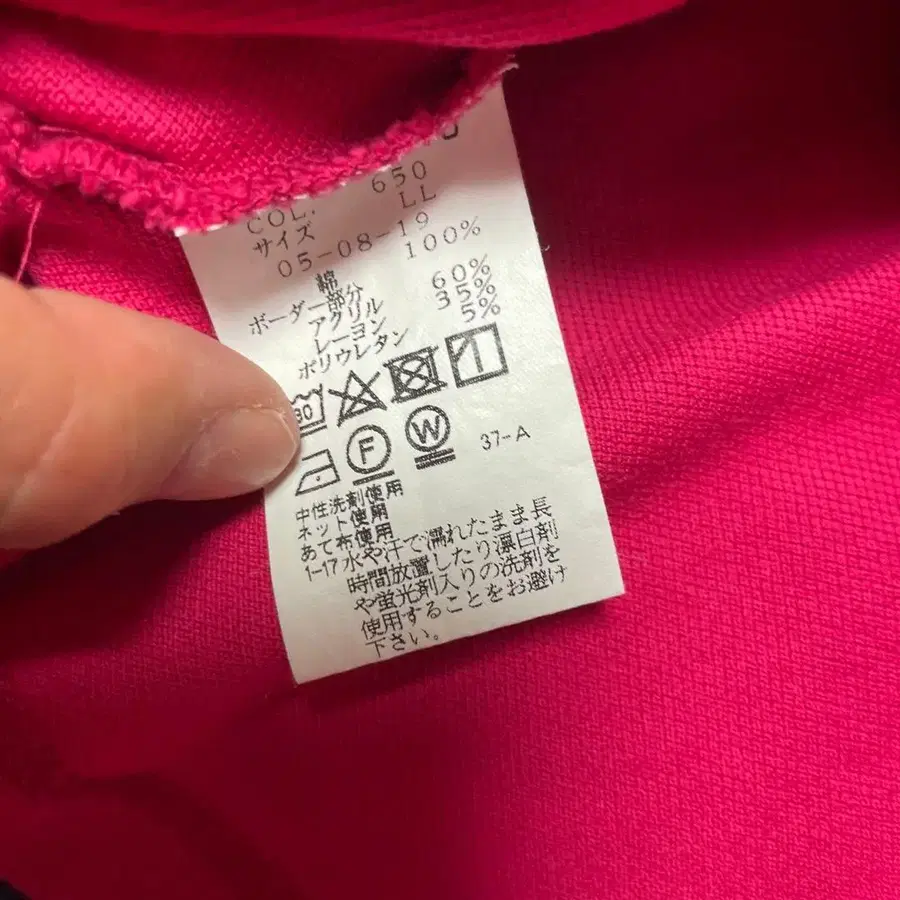 COL. 650
サイズ LL
05-08-19
綿 100%
ボーダー部分
アクリル 60%
レーヨン 35%
ポリウレタン 5%
30
F W 37-A
中性洗剤使用
ネット使用
あて布使用
1-17 水や汗で濡れたまま長
時間放置したり漂白剤
や蛍光剤入りの洗剤を
使用することをお避け
下さい。